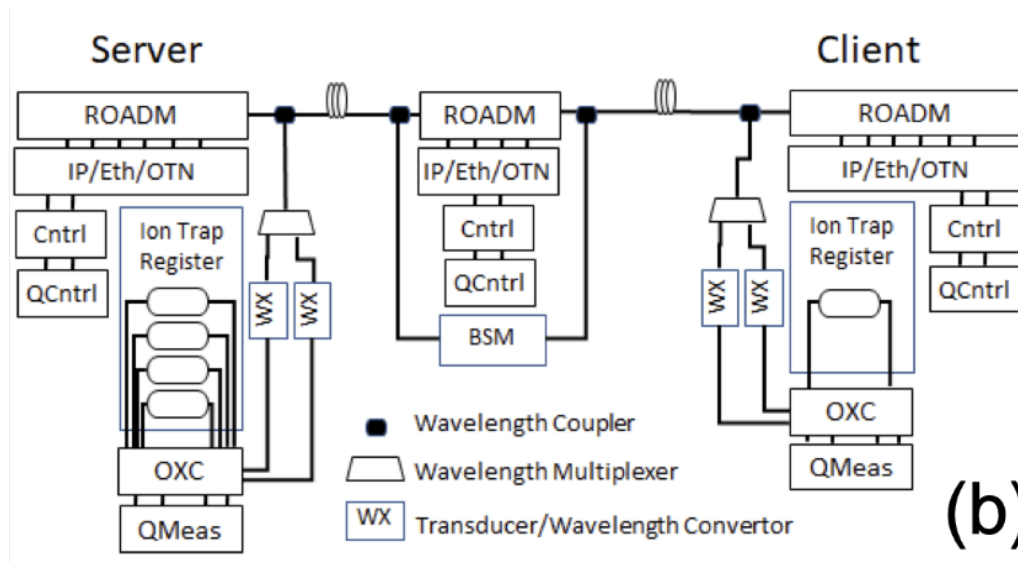 Server
Client
ROADM
ROADM
ROADM
IP/Eth/OTN
IP/Eth/OTN
IP/Eth/OTN
Cntrl
QCntrl
Ion Trap
Register
WX
WX
Cntrl
QCntrl
BSM
WX
WX
Ion Trap
Register
Cntrl
QCntrl
OXC
QMeas
OXC
QMeas
Wavelength Coupler
Wavelength Multiplexer
WX
Transducer/Wavelength Convertor
(b)